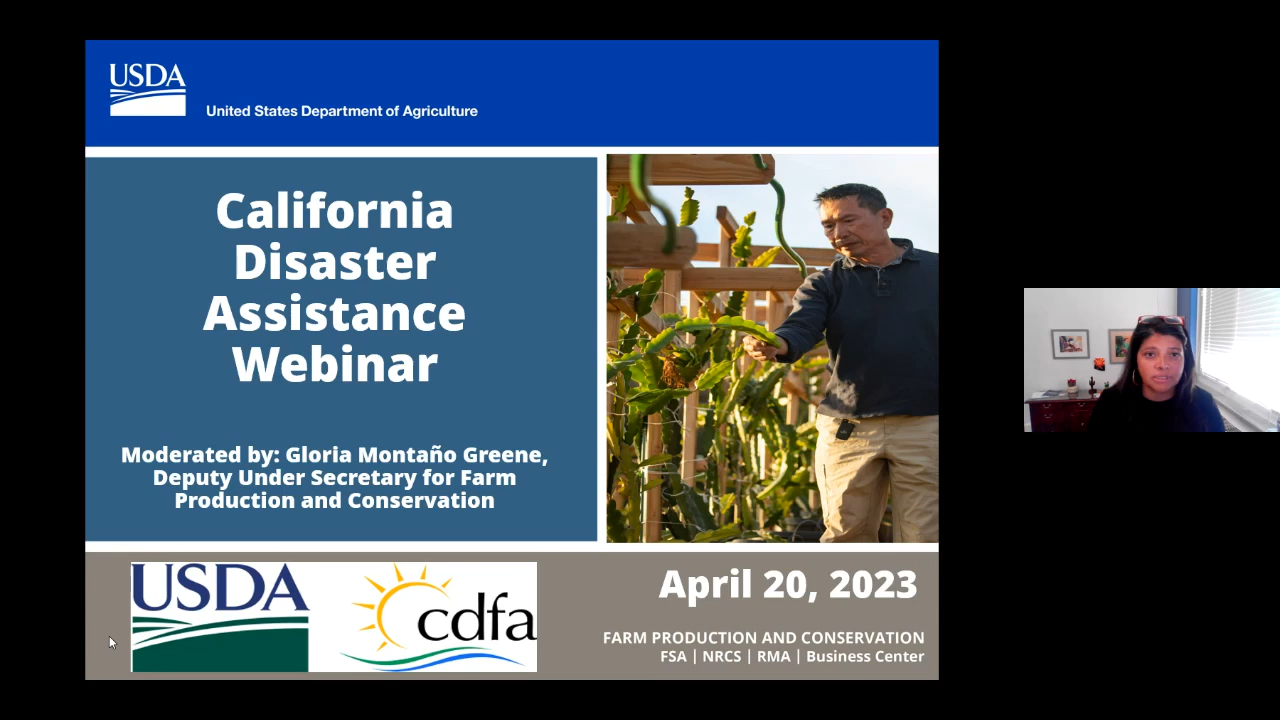 USDA
United States Department of Agriculture
California
Disaster
Assistance
Webinar
Moderated by: Gloria Montaño Greene,
Deputy Under Secretary for Farm
Production and Conservation
USDA
cdfa
April 20, 2023
FARM PRODUCTION AND CONSERVATION
FSA | NRCS | RMA | Business Center